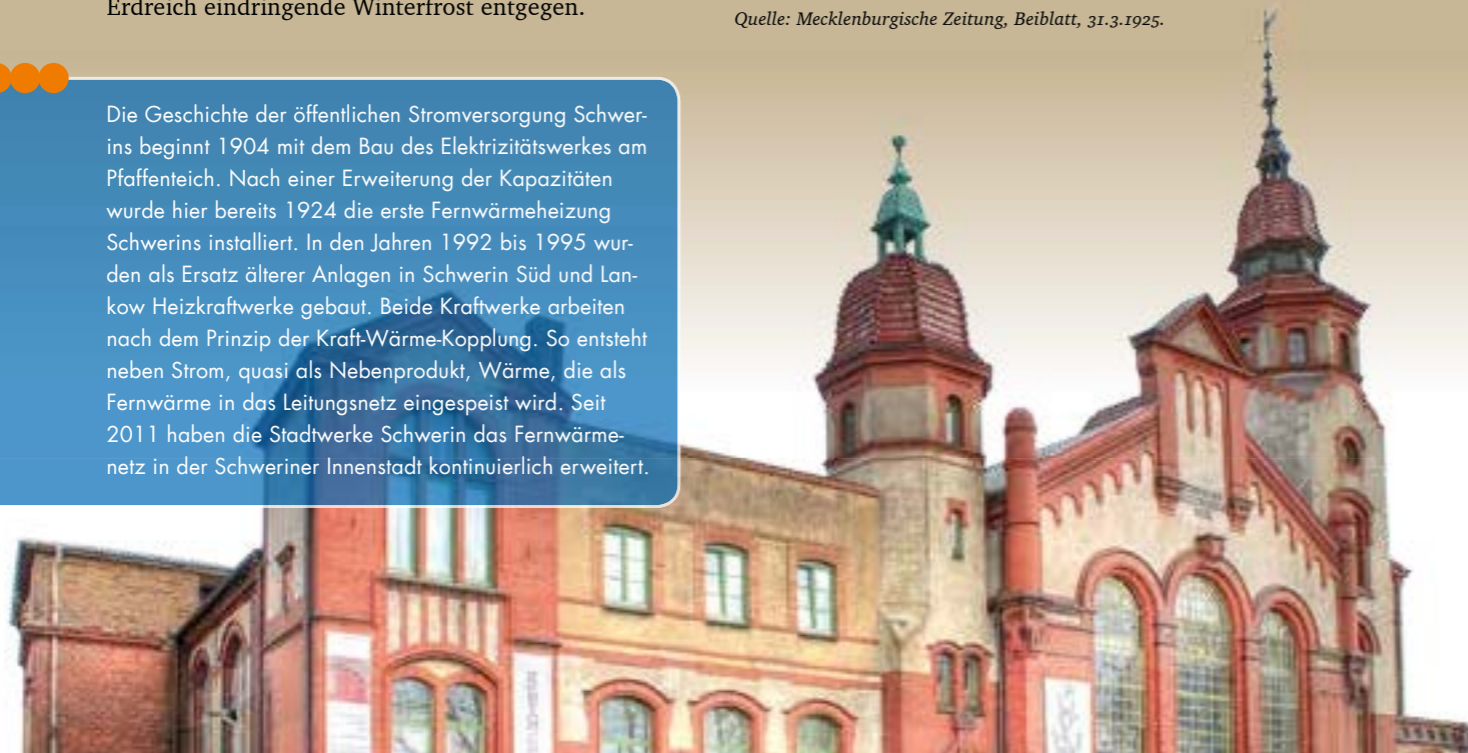 Erdreich eindringende Winterfrost entgegen.
Quelle: Mecklenburgische Zeitung, Beiblatt, 31.3.1925.
Die Geschichte der öffentlichen Stromversorgung Schwer-
ins beginnt 1904 mit dem Bau des Elektrizitätswerkes am
Pfaffenteich. Nach einer Erweiterung der Kapazitäten
wurde hier bereits 1924 die erste Fernwärmeheizung
Schwerins installiert. In den Jahren 1992 bis 1995 wur-
den als Ersatz älterer Anlagen in Schwerin Süd und Lan-
kow Heizkraftwerke gebaut. Beide Kraftwerke arbeiten
nach dem Prinzip der Kraft-Wärme-Kopplung. So entsteht
neben Strom, quasi als Nebenprodukt, Wärme, die als
Fernwärme in das Leitungsnetz eingespeist wird. Seit
2011 haben die Stadtwerke Schwerin das Fernwärme-
netz in der Schweriner Innenstadt kontinuierlich erweitert.